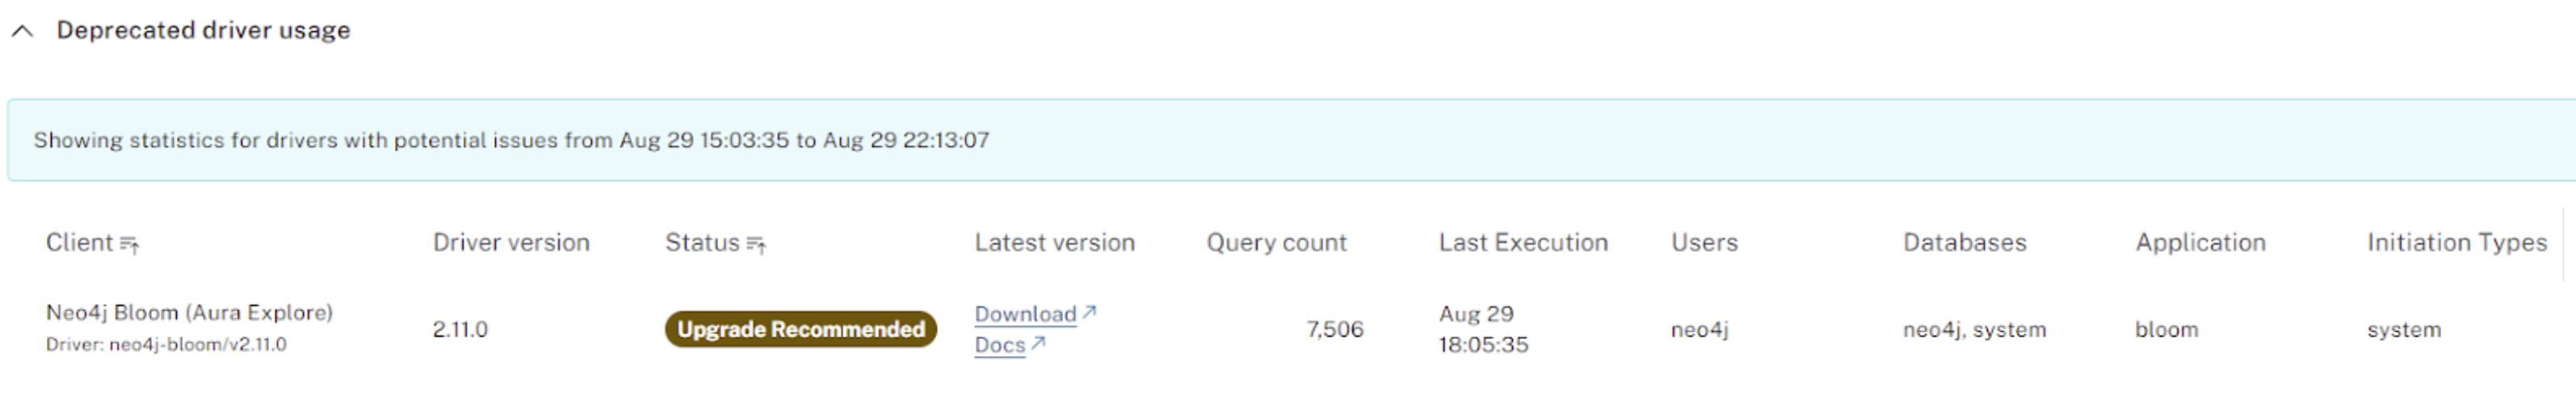 Deprecated driver usage
Showing statistics for drivers with potential issues from Aug 29 15:03:35 to Aug 29 22:13:07
Client Driver version Status Latest version Query count Last Execution Users Databases Application Initiation Types
Neo4j Bloom (Aura Explore)
Driver: neo4j-bloom/v2.11.0
2.11.0
Upgrade Recommended
Download
Docs
7,506
Aug 29
18:05:35
neo4j
neo4j, system
bloom
system